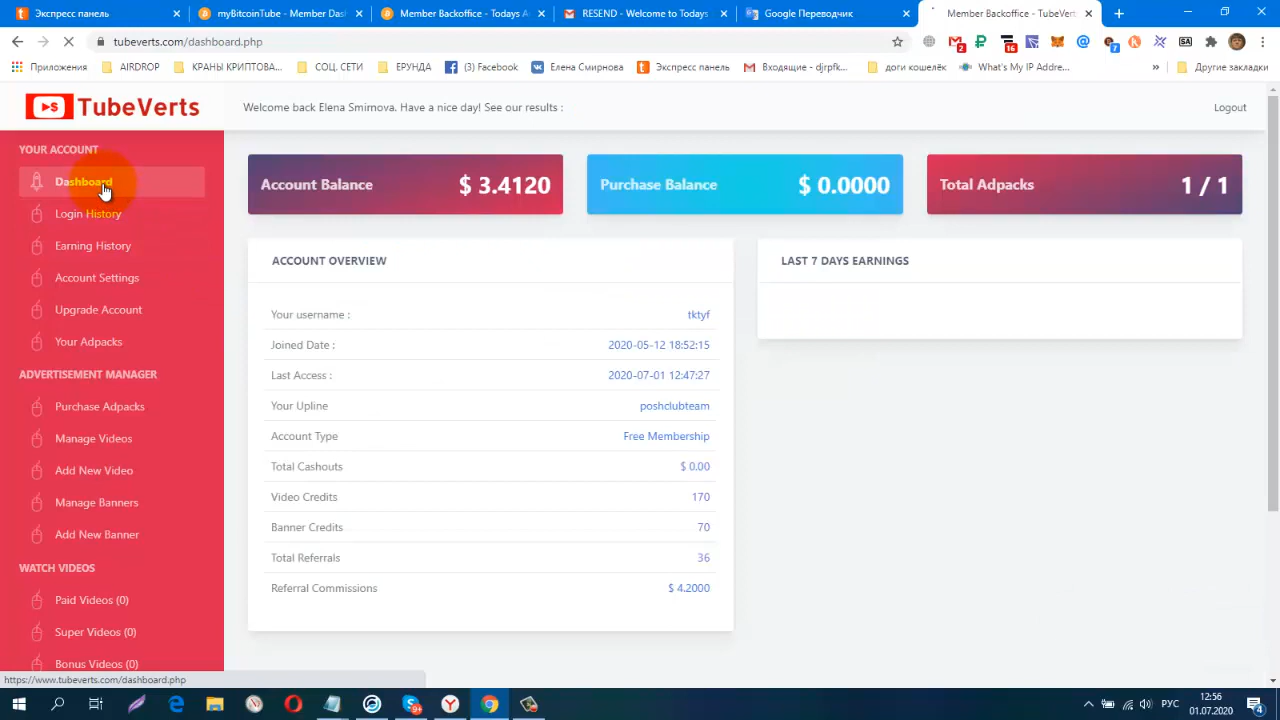 Todays Ads
myBitcoinTube - Members Das
Member Backoffice - Todays A
RESEND - Welcome to Todays
Google Переводчик
Member Backoffice - TubeVert
tubeverts.com/dashboard.php
2
16
7
Приложения
AIRDROP
КРАНЫ КРИПТОВА...
СОЦ. СЕТИ
ЕРУНДА
(3) Facebook
Елена Смирнова
Экспресс панель
Входящие - djrpfk...
доги кошелёк
What's My IP Addre...
»
Другие закладки
TubeVerts
Welcome back Elena Smirnova. Have a nice day! See our results :
Logout
YOUR ACCOUNT
Dashboard
Login History
Earning History
Account Settings
Upgrade Account
Your Adpacks
ADVERTISEMENT MANAGER
Purchase Adpacks
Manage Videos
Add New Video
Manage Banners
Add New Banner
WATCH VIDEOS
Paid Videos (0)
Super Videos (0)
Bonus Videos (0)
Account Balance $ 3.4120
Purchase Balance $ 0.0000
Total Adpacks 1 / 1
ACCOUNT OVERVIEW
Your username : tktyf
Joined Date : 2020-05-12 18:52:15
Last Access : 2020-07-01 12:47:27
Your Upline poshclubteam
Account Type Free Membership
Total Cashouts $ 0.00
Video Credits 170
Banner Credits 70
Total Referrals 36
Referral Commissions $ 4.2000
LAST 7 DAYS EARNINGS
https://www.tubeverts.com/dashboard.php
РУС
12:56
01.07.2020
4